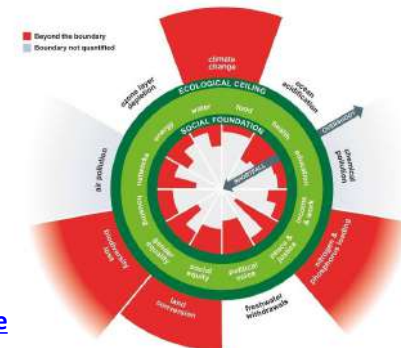 Beyond the boundary
Boundary not quantified
climate
change
ozone layer
depletion
ocean
acidification
ECOLOGICAL CEILING
OVERSHOOT
water
food
energy
health
SOCIAL FOUNDATION
networks
education
air pollution
chemical
pollution
SHORTFALL
housing
income
& work
gender
equality
peace &
justice
social
equity
political
voice
biodiversity
loss
nitrogen &
phosphorus loading
land
conversion
freshwater
withdrawals
e